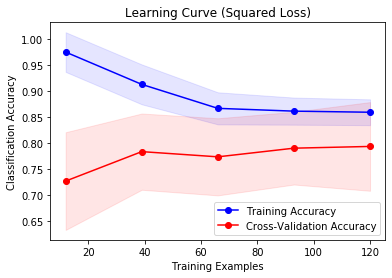 Learning Curve (Squared Loss)
Classification Accuracy
1.00
0.95
0.90
0.85
0.80
0.75
0.70
0.65
Training Accuracy
Cross-Validation Accuracy
20
40
60
80
100
120
Training Examples